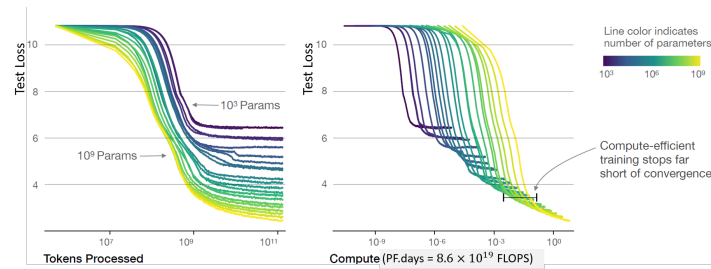 Line color indicates
number of parameters
10³ 10⁶ 10⁹
Test Loss
10
8
6
4
10³ Params
10⁹ Params
10⁷ 10⁹ 10¹¹
Tokens Processed
Test Loss
10
8
6
4
Compute-efficient
training stops far
short of convergence
10⁻⁹ 10⁻⁶ 10⁻³ 10⁰
Compute (PF.days = 8.6 × 10¹⁹ FLOPS)